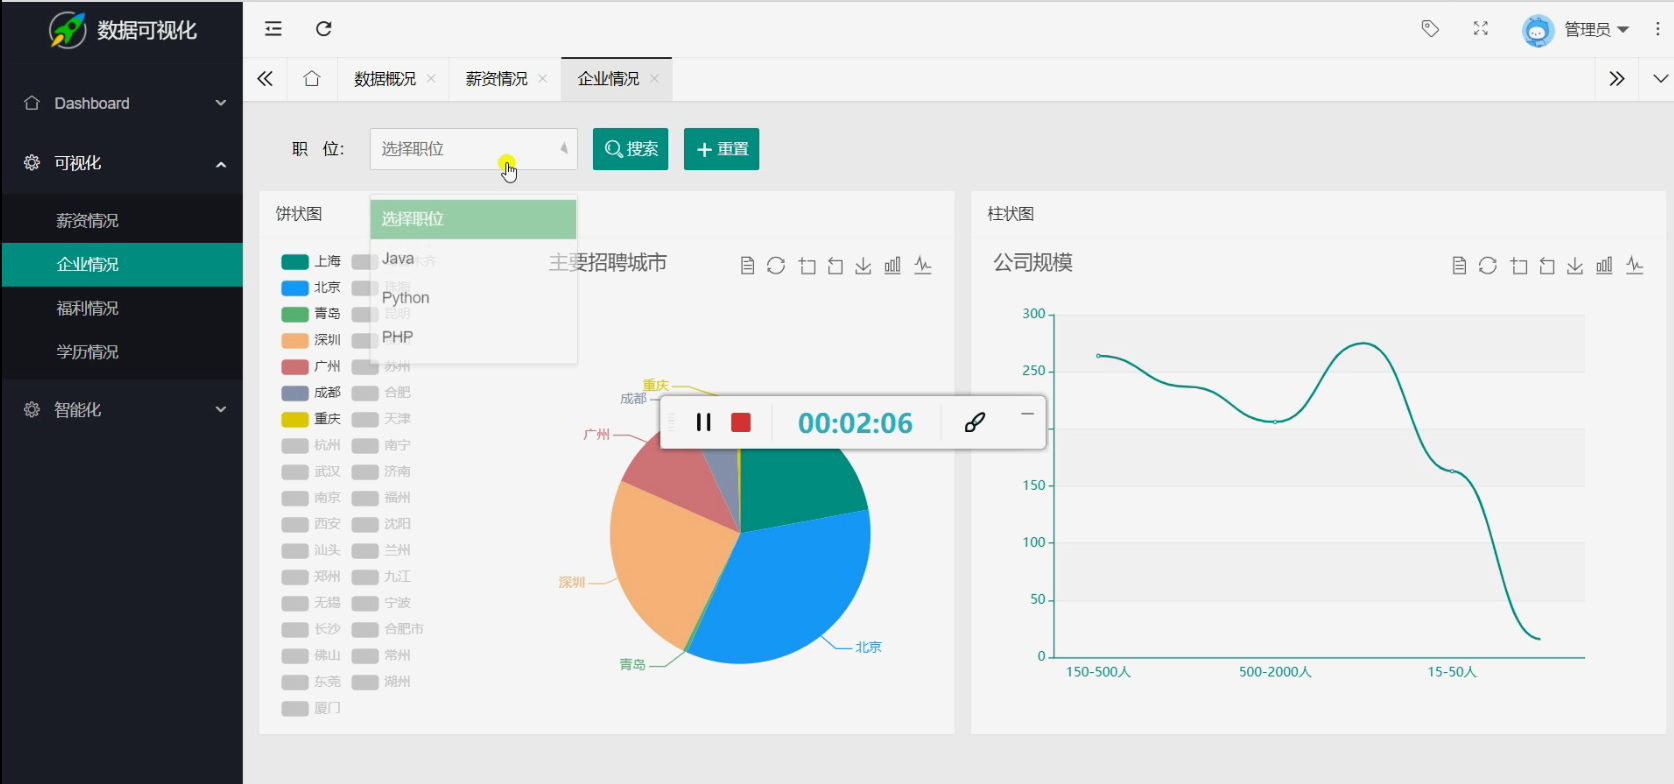 数据可视化
管理员
数据概况
薪资情况
企业情况
Dashboard
可视化
薪资情况
企业情况
福利情况
学历情况
智能化
职 位:
选择职位
搜索
重置
选择职位
Java
Python
PHP
饼状图
主要招聘城市
上海
北京
青岛
深圳
广州
成都
重庆
杭州
武汉
南京
西安
汕头
郑州
无锡
长沙
佛山
东莞
厦门
珠海
昆明
苏州
合肥
天津
南宁
济南
福州
沈阳
兰州
九江
宁波
合肥市
常州
湖州
重庆
成都
广州
深圳
青岛
北京
00:02:06
柱状图
公司规模
300
250
150
100
50
0
150-500人
500-2000人
15-50人